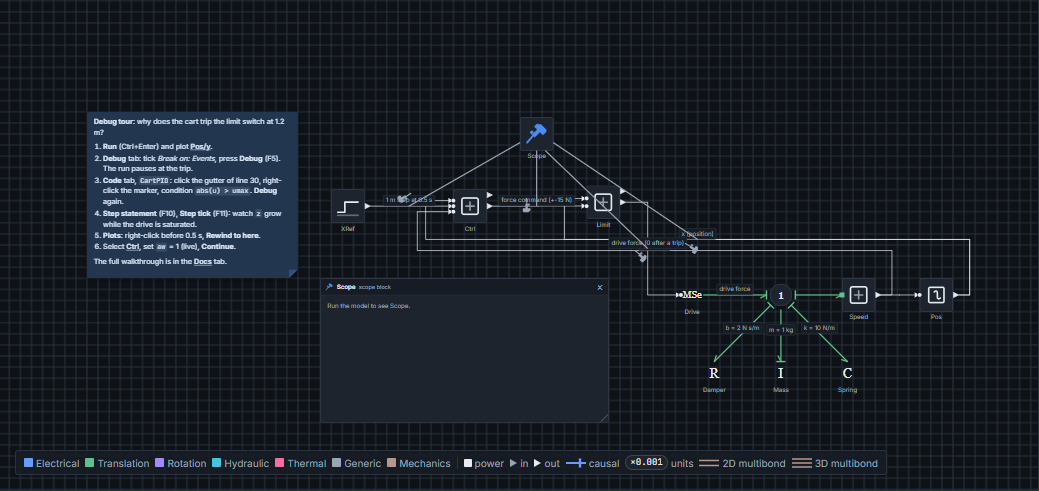 Debug tour: why does the cart trip the limit switch at 1.2
m?
1. Run (Ctrl+Enter) and plot Pos/y.
2. Debug tab: tick Break on: Events, press Debug (F5).
The run pauses at the trip.
3. Code tab, CartPID: click the gutter of line 30, right-
click the marker, condition abs(u) > umax. Debug
again.
4. Step statement (F10), Step tick (F11): watch z grow
while the drive is saturated.
5. Plots: right-click before 0.5 s, Rewind to here.
6. Select Ctrl, set aw = 1 (live), Continue.
The full walkthrough is in the Docs tab.
Scope
XRef
Ctrl
force command (+-15 N)
Limit
x (position)
drive force (0 after a trip)
Scope scope block
Run the model to see Scope.
MSe
Drive
drive force
1
Speed
Pos
b = 2 N s/m
m = 1 kg
k = 10 N/m
R
I
C
Damper
Mass
Spring
Electrical Translation Rotation Hydraulic Thermal Generic Mechanics power in out causal ×0.001 units 2D multibond 3D multibond